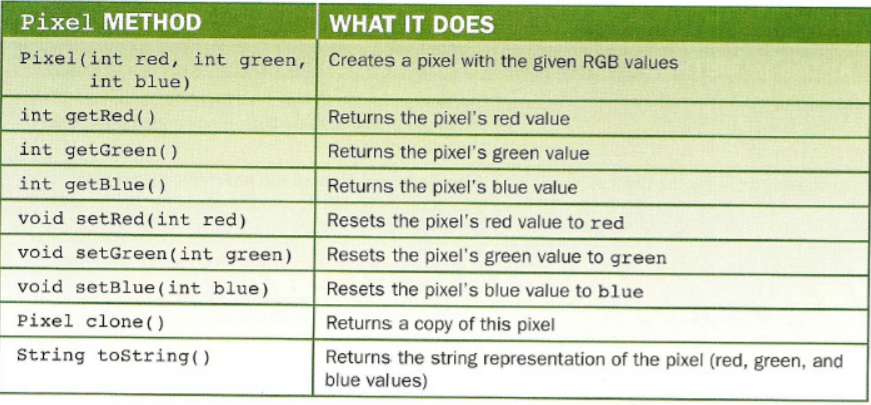 Pixel METHOD WHAT IT DOES
Pixel(int red, int green, Creates a pixel with the given RGB values
int blue)
int getRed() Returns the pixel's red value
int getGreen() Returns the pixel's green value
int getBlue() Returns the pixel's blue value
void setRed(int red) Resets the pixel's red value to red
void setGreen(int green) Resets the pixel's green value to green
void setBlue(int blue) Resets the pixel's blue value to blue
Pixel clone() Returns a copy of this pixel
String toString() Returns the string representation of the pixel (red, green, and
blue values)